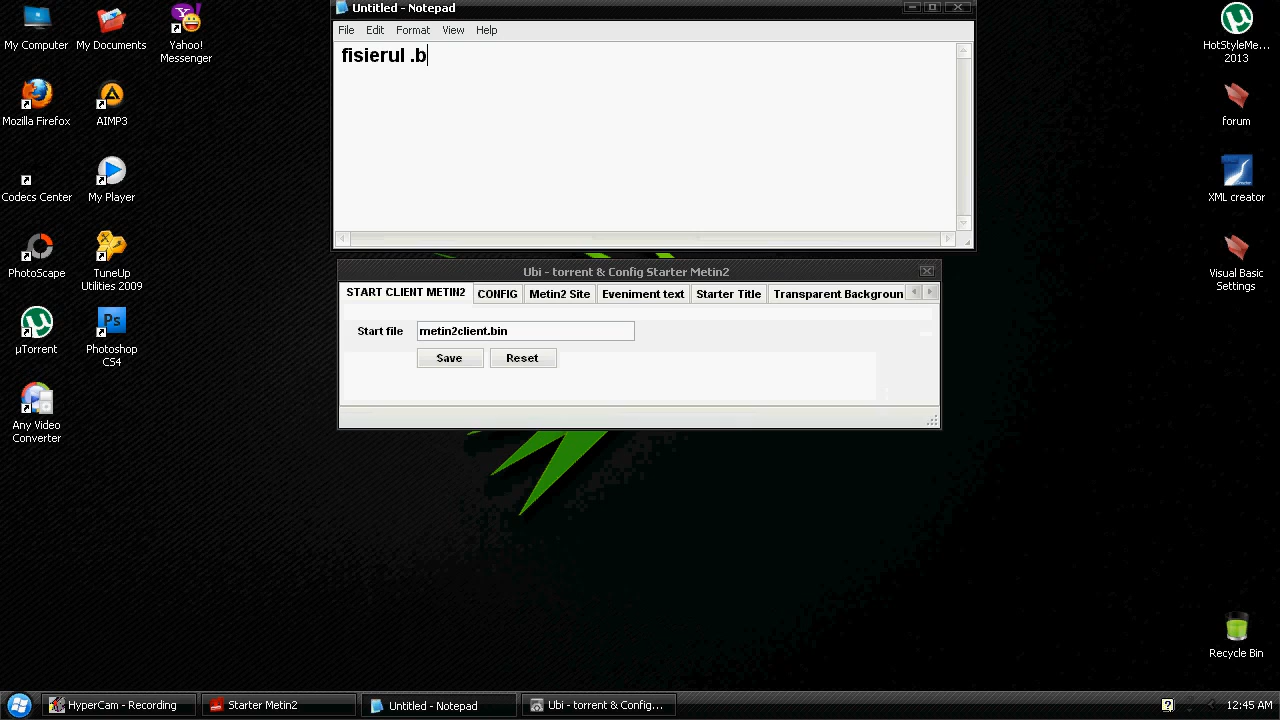 My Computer
My Documents
Yahoo!
Messenger
Mozilla Firefox
AIMP3
Codecs Center
My Player
PhotoScape
TuneUp
Utilities 2009
µTorrent
Photoshop
CS4
Any Video
Converter
Untitled - Notepad
File Edit Format View Help
fisierul .b
Ubi - torrent & Config Starter Metin2
START CLIENT METIN2 CONFIG Metin2 Site Eveniment text Starter Title Transparent Backgroun
Start file metin2client.bin
Save Reset
HotStyleMe...
2013
forum
XML creator
Visual Basic
Settings
Recycle Bin
HyperCam - Recording Starter Metin2 Untitled - Notepad Ubi - torrent & Config... 12:45 AM